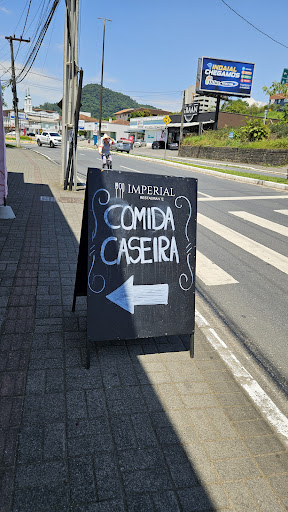 INDAIAL
CHEGAMOS
IMPERIAL
RESTAURANTE
COMIDA
CASEIRA